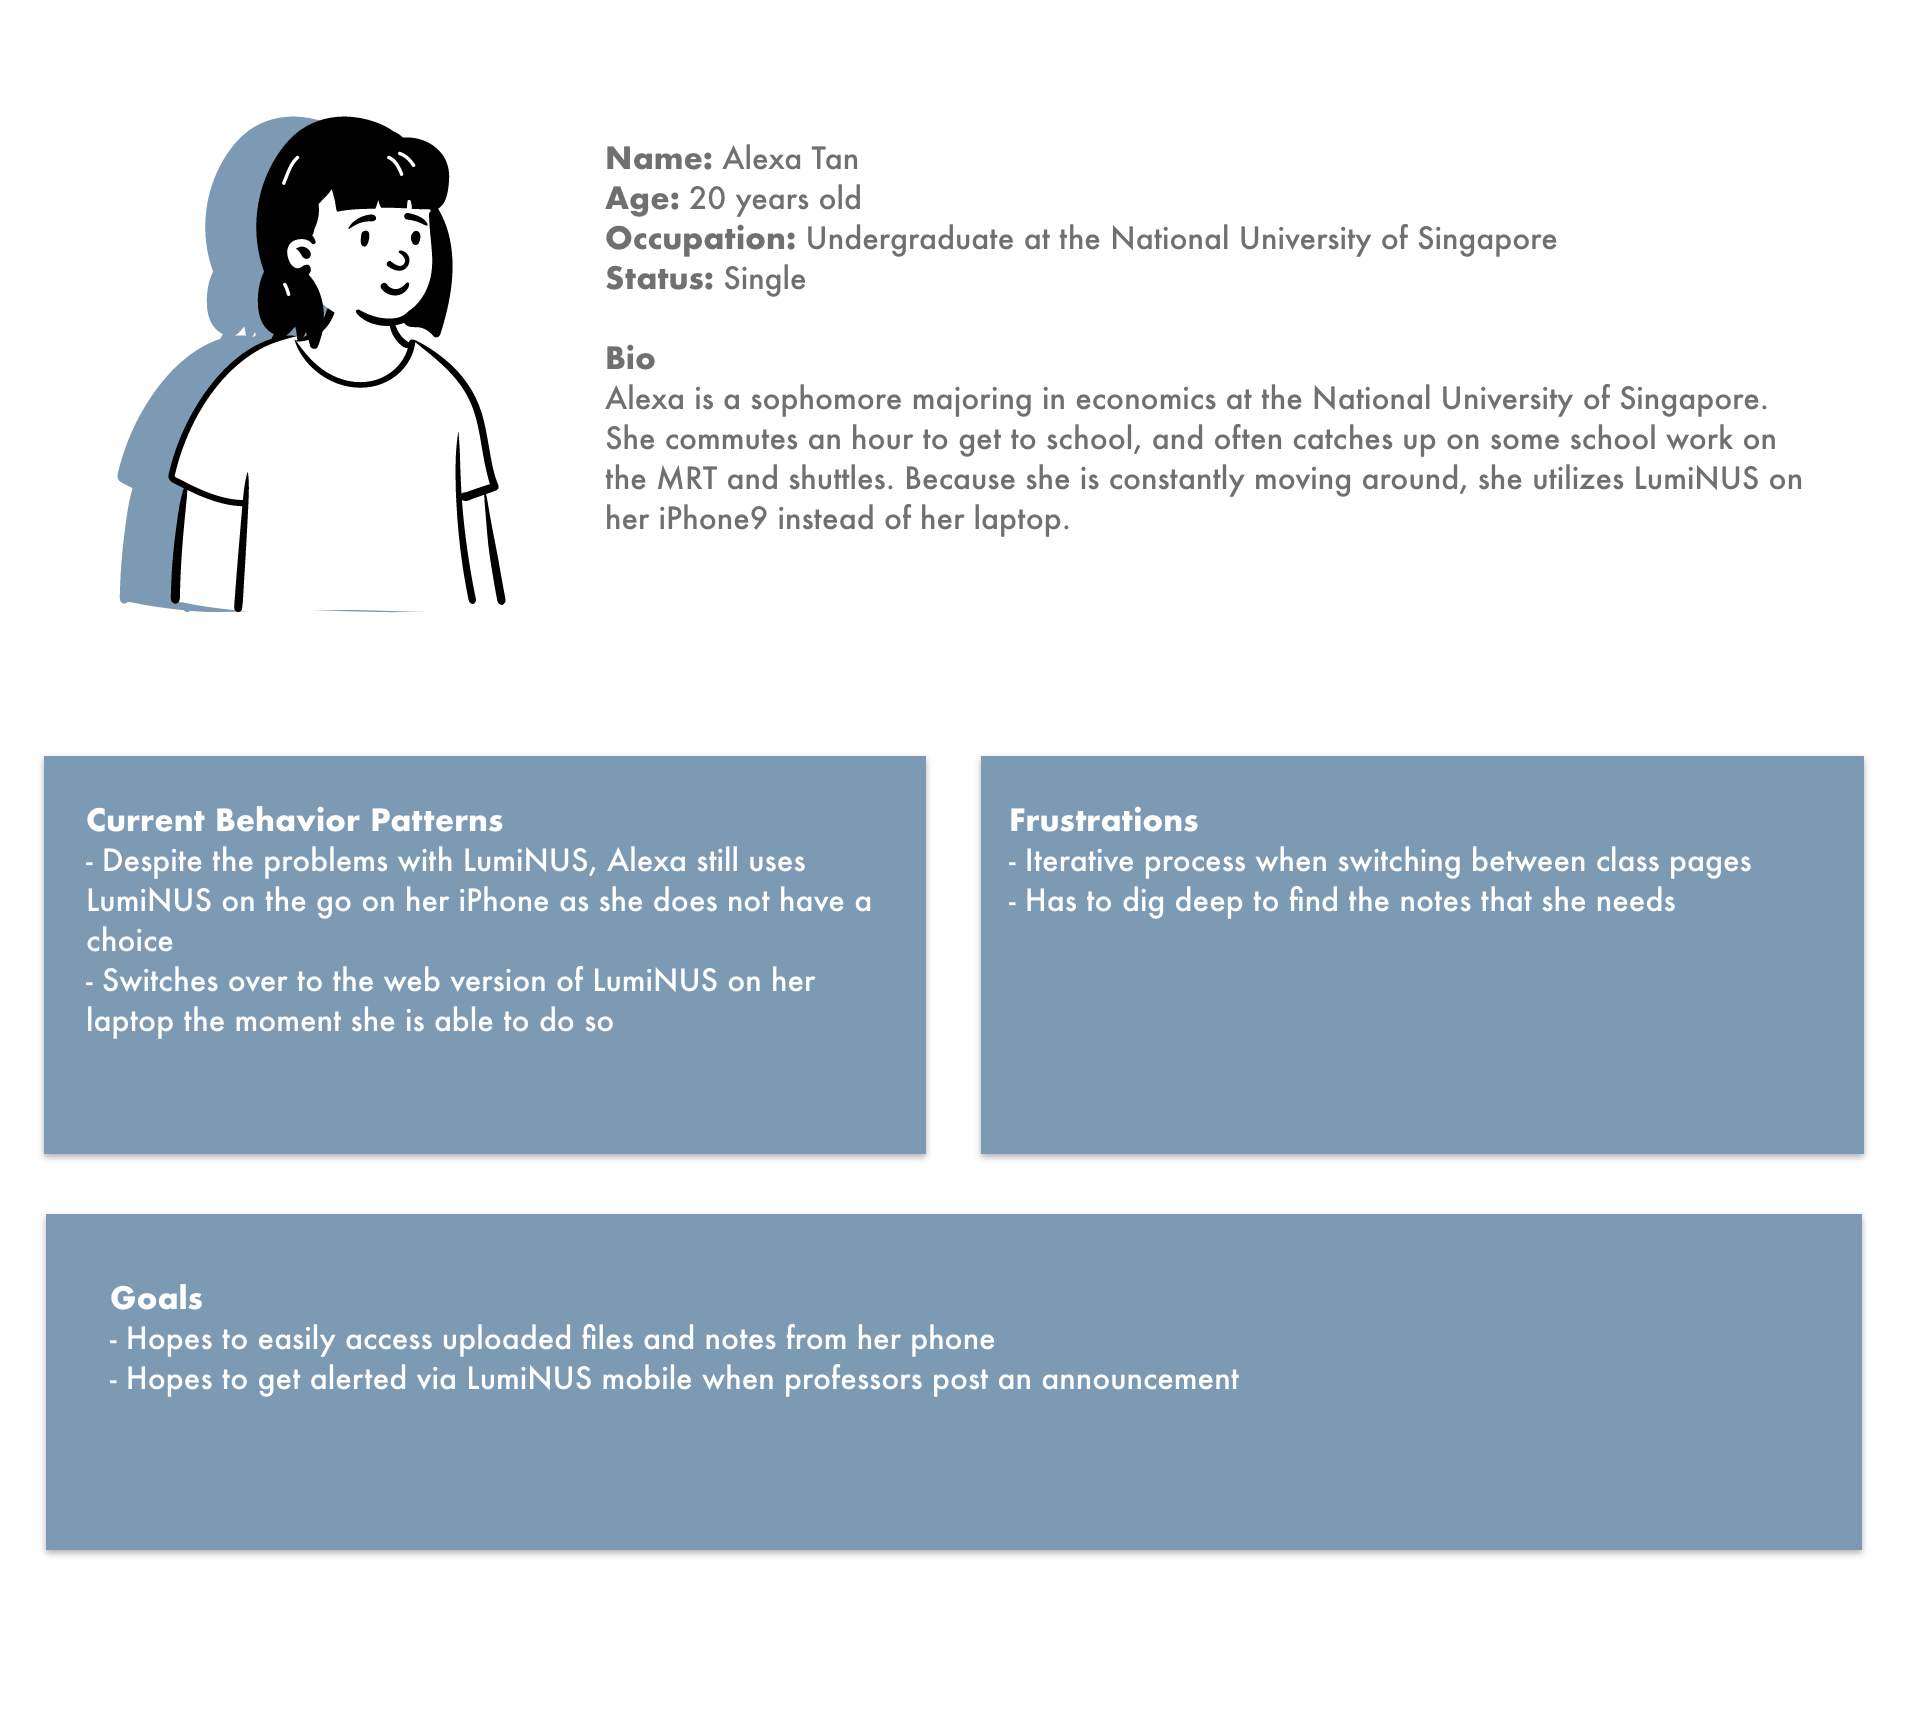 Name: Alexa Tan
Age: 20 years old
Occupation: Undergraduate at the National University of Singapore
Status: Single
Bio
Alexa is a sophomore majoring in economics at the National University of Singapore.
She commutes an hour to get to school, and often catches up on some school work on
the MRT and shuttles. Because she is constantly moving around, she utilizes LumiNUS on
her iPhone9 instead of her laptop.
Current Behavior Patterns
- Despite the problems with LumiNUS, Alexa still uses
LumiNUS on the go on her iPhone as she does not have a
choice
- Switches over to the web version of LumiNUS on her
laptop the moment she is able to do so
Frustrations
- Iterative process when switching between class pages
- Has to dig deep to find the notes that she needs
Goals
- Hopes to easily access uploaded files and notes from her phone
- Hopes to get alerted via LumiNUS mobile when professors post an announcement